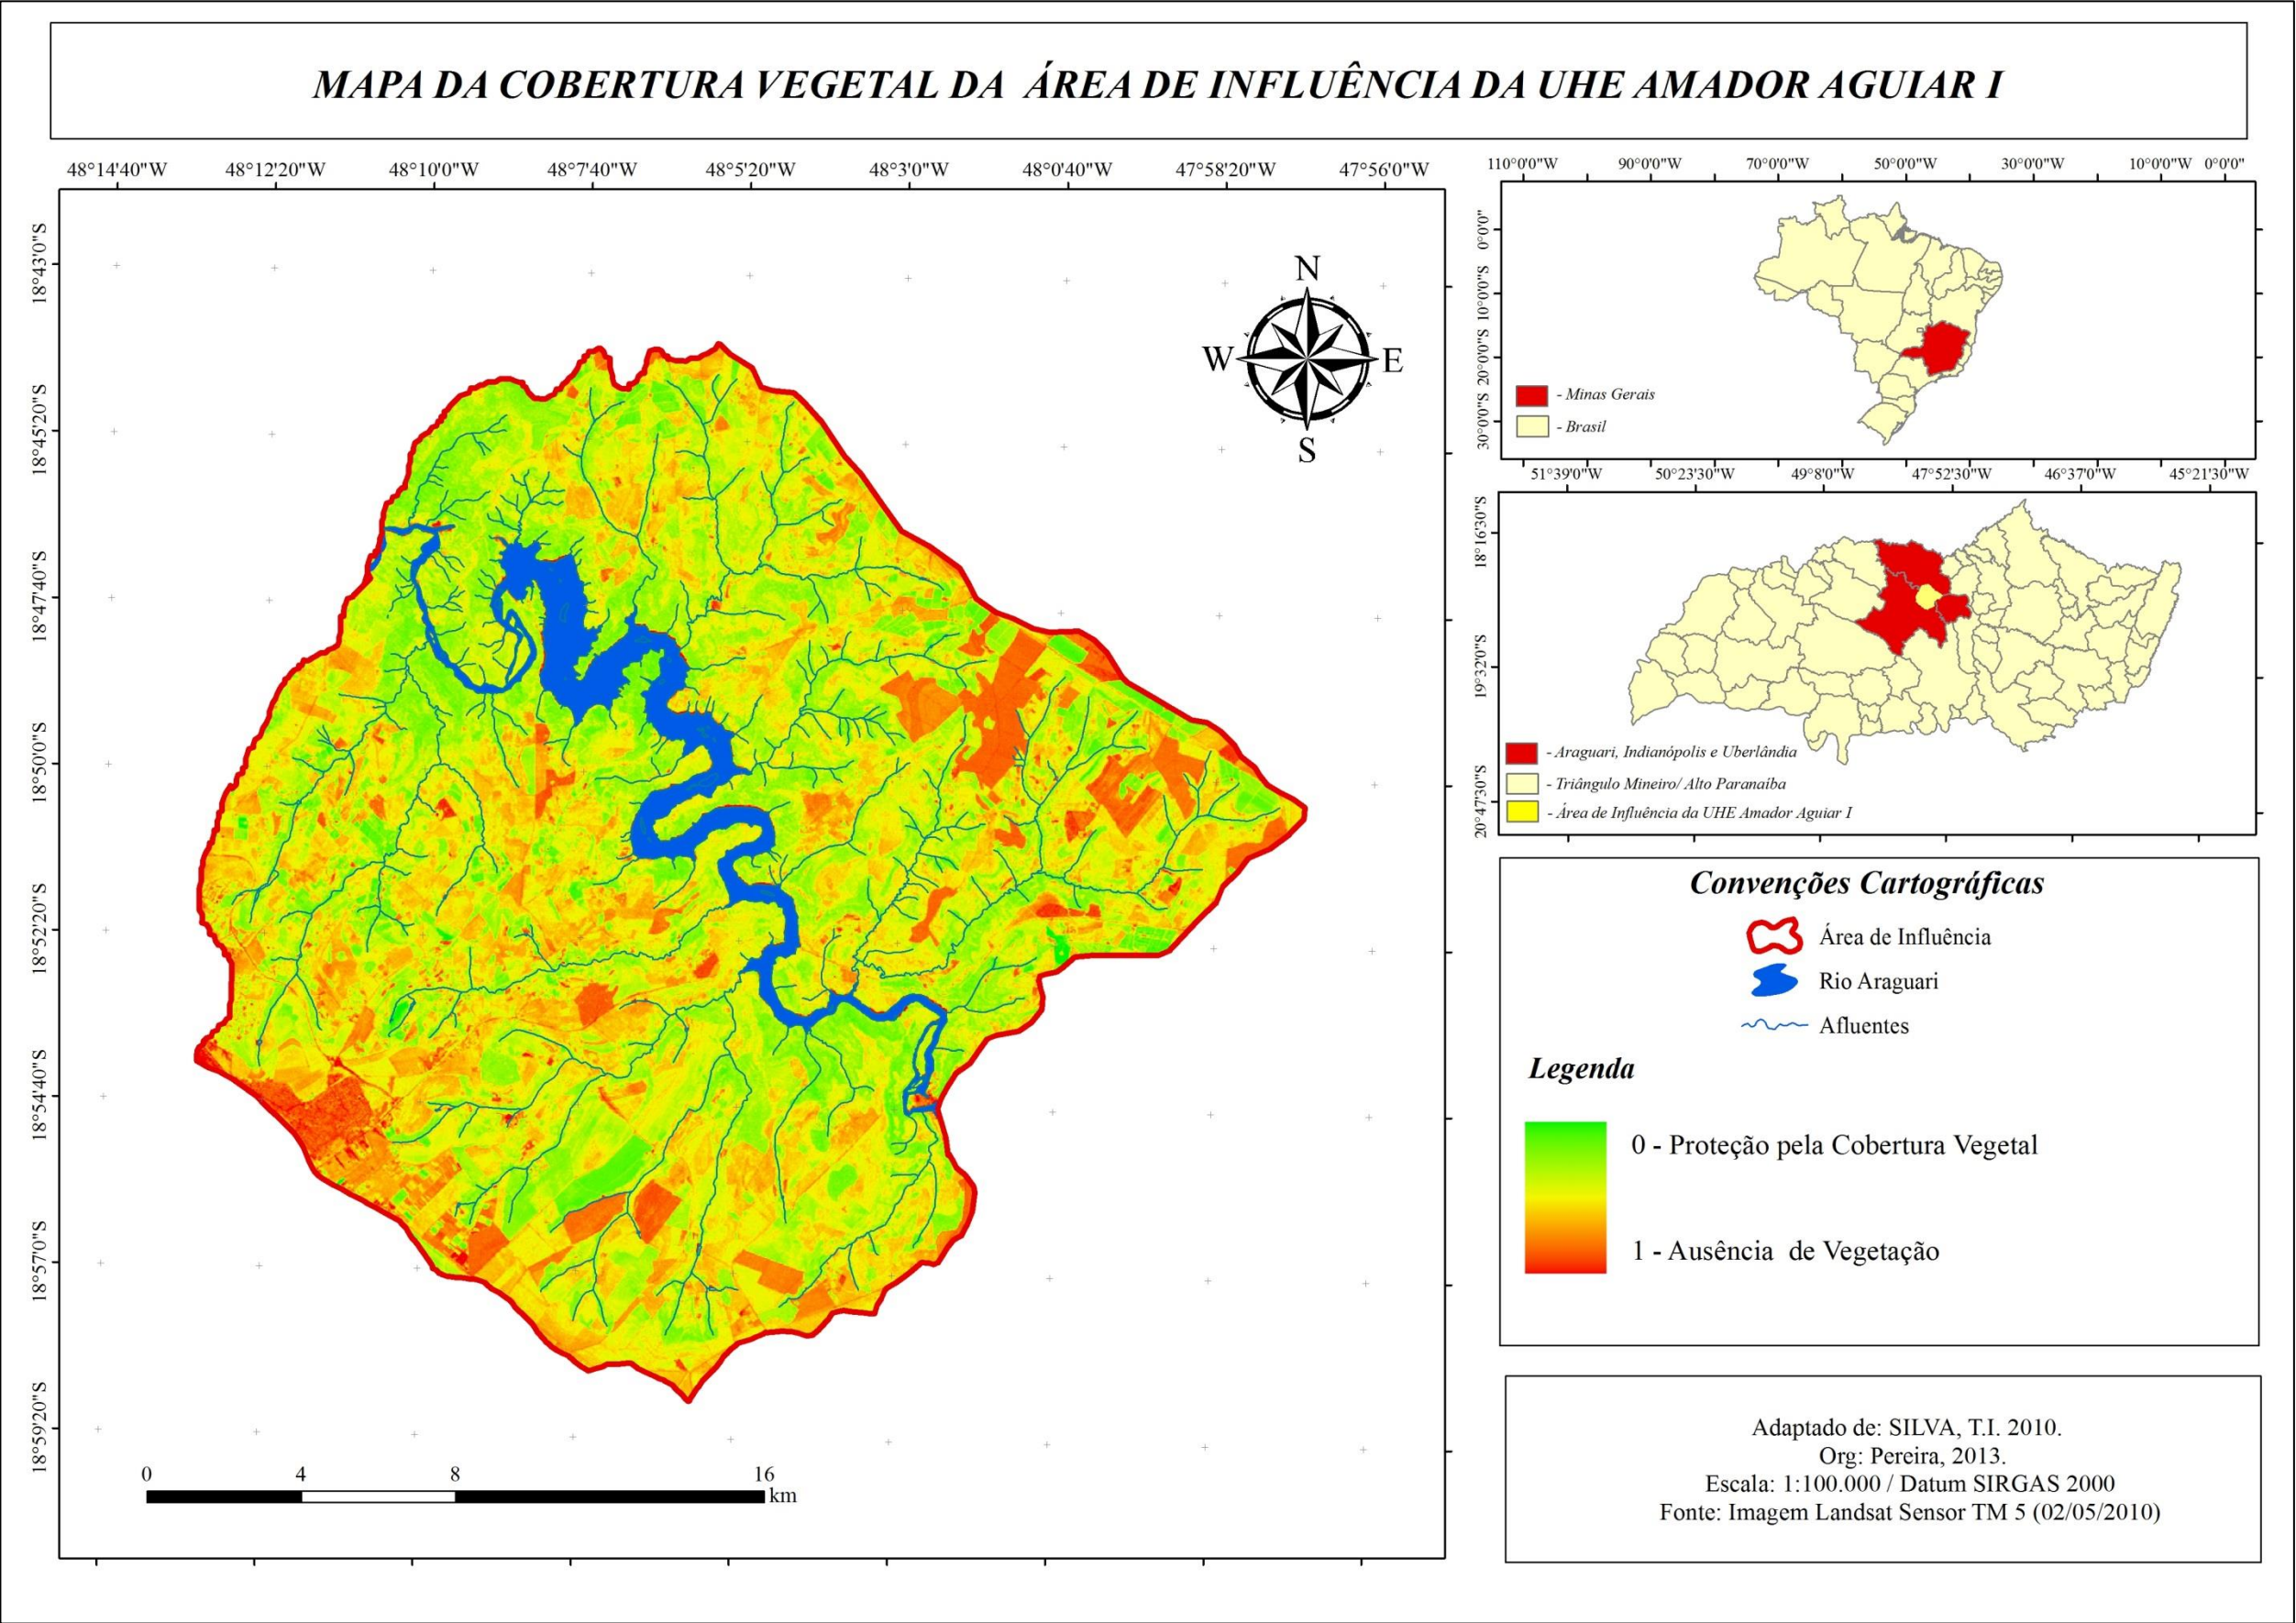 MAPA DA COBERTURA VEGETAL DA ÁREA DE INFLUÊNCIA DA UHE AMADOR AGUIAR I
48°14'40"W 48°12'20"W 48°10'0"W 48°7'40"W 48°5'20"W 48°3'0"W 48°0'40"W 47°58'20"W 47°56'0"W
18°43'0"S
18°45'20"S
18°47'40"S
18°50'0"S
18°52'20"S
18°54'40"S
18°57'0"S
18°59'20"S
N
W E
S
0 4 8 16
km
110°0'0"W 90°0'0"W 70°0'0"W 50°0'0"W 30°0'0"W 10°0'0"W 0°0'0"
0°0'0"
10°0'0"S
20°0'0"S
30°0'0"S
- Minas Gerais
- Brasil
51°39'0"W 50°23'30"W 49°8'0"W 47°52'30"W 46°37'0"W 45°21'30"W
18°16'30"S
19°32'0"S
20°47'30"S
- Araguari, Indianópolis e Uberlândia
- Triângulo Mineiro/ Alto Paranaíba
- Área de Influência da UHE Amador Aguiar I
Convenções Cartográficas
Área de Influência
Rio Araguari
Afluentes
Legenda
0 - Proteção pela Cobertura Vegetal
1 - Ausência de Vegetação
Adaptado de: SILVA, T.I. 2010.
Org: Pereira, 2013.
Escala: 1:100.000 / Datum SIRGAS 2000
Fonte: Imagem Landsat Sensor TM 5 (02/05/2010)